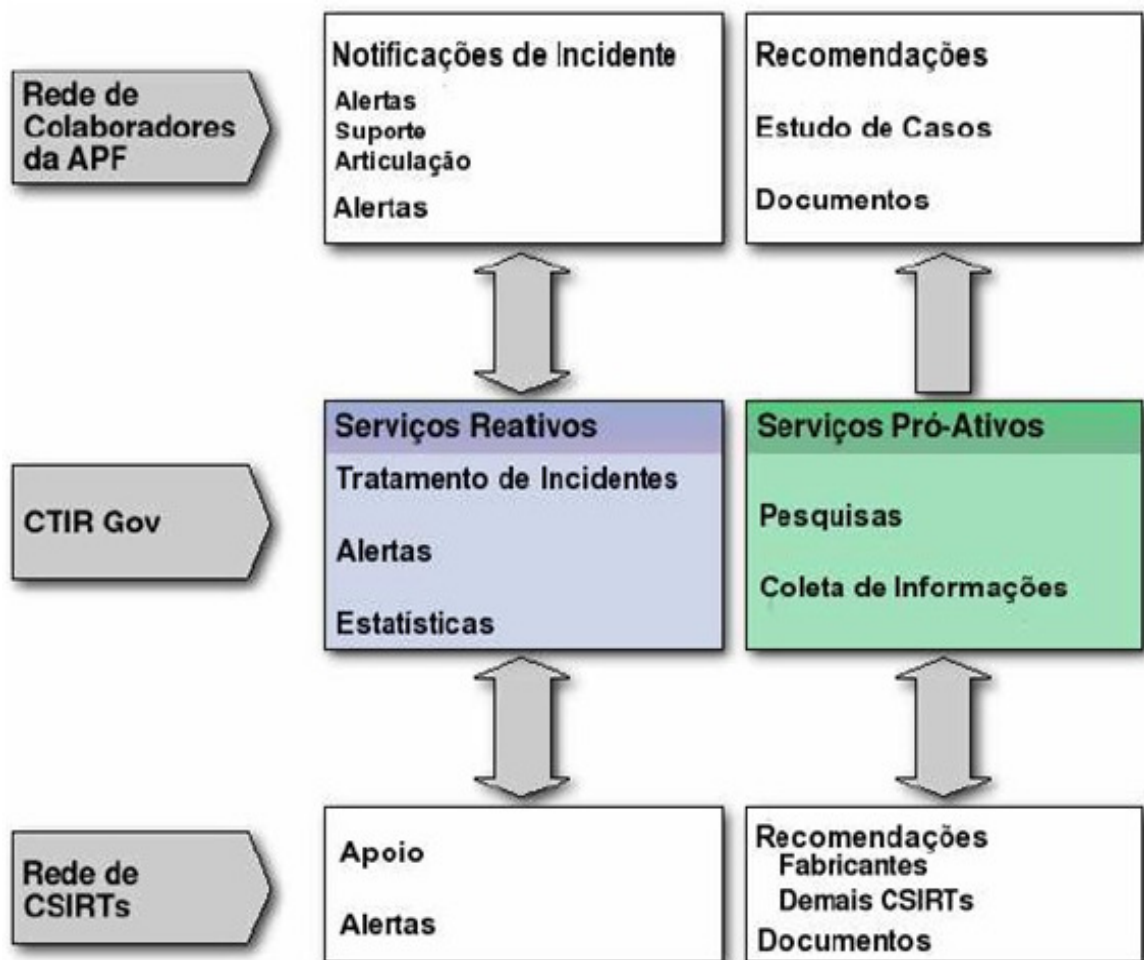 Rede de
Colaboradores
da APF
Notificações de Incidente
Alertas
Suporte
Articulação
Alertas
Recomendações
Estudo de Casos
Documentos
CTIR Gov
Serviços Reativos
Tratamento de Incidentes
Alertas
Estatísticas
Serviços Pró-Ativos
Pesquisas
Coleta de Informações
Rede de
CSIRTs
Apoio
Alertas
Recomendações
Fabricantes
Demais CSIRTs
Documentos